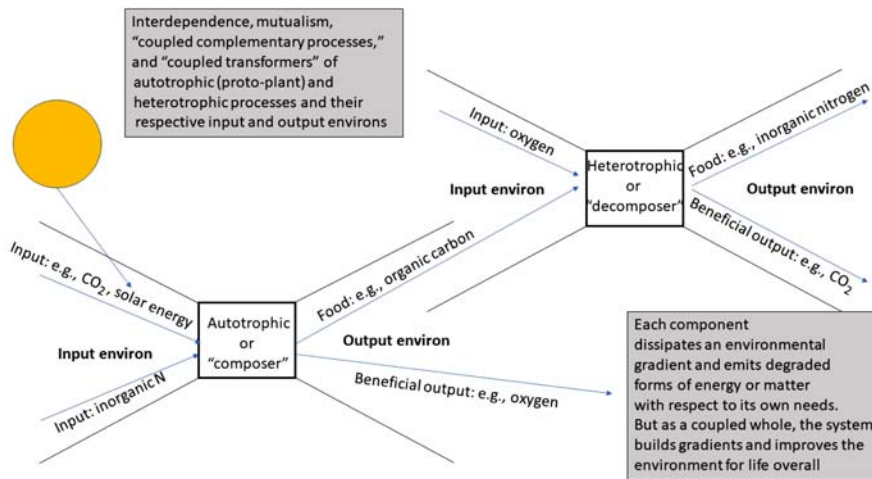 Interdependence, mutualism,
“coupled complementary processes,”
and “coupled transformers” of
autotrophic (proto-plant) and
heterotrophic processes and their
respective input and output environs
Input: oxygen
Input environ
Heterotrophic
or
“decomposer”
Food: e.g., inorganic nitrogen
Output environ
Beneficial output: e.g., CO2
Input: e.g., CO2, solar energy
Input environ
Input: inorganic N
Autotrophic
or
“composer”
Food: e.g., organic carbon
Output environ
Beneficial output: e.g., oxygen
Each component
dissipates an environmental
gradient and emits degraded
forms of energy or matter
with respect to its own needs.
But as a coupled whole, the system
builds gradients and improves the
environment for life overall